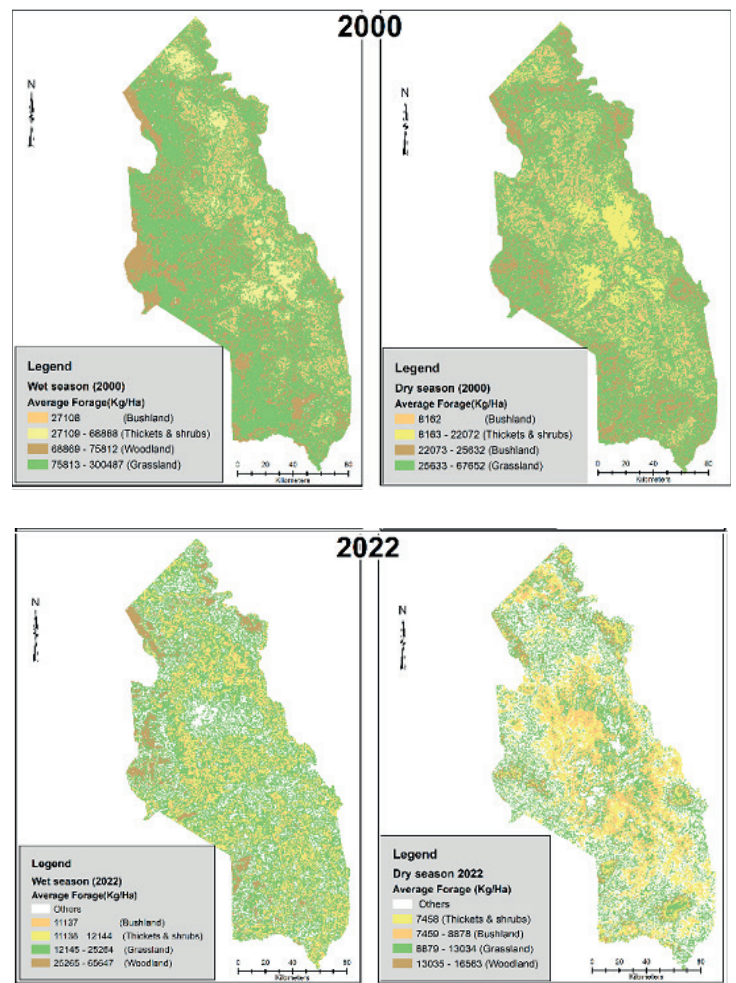 2000
N
Legend
Wet season (2000)
Average Forage(Kg/Ha)
27108 (Bushland)
27109 - 68868 (Thickets & shrubs)
68869 - 75812 (Woodland)
75813 - 300487 (Grassland)
0 20 40 60 80
Kilometers
N
Legend
Dry season (2000)
Average Forage(Kg/Ha)
8162 (Bushland)
8163 - 22072 (Thickets & shrubs)
22073 - 25632 (Bushland)
25633 - 67652 (Grassland)
0 20 40 60 80
Kilometers
2022
N
Legend
Wet season (2022)
Average Forage(Kg/Ha)
Others
11137 (Bushland)
11138 - 12144 (Thickets & shrubs)
12145 - 25264 (Grassland)
25265 - 65647 (Woodland)
0 20 40 60 80
Kilometers
N
Legend
Dry season 2022
Average Forage (Kg/Ha)
Others
7458 (Thickets & shrubs)
7459 - 8878 (Bushland)
8879 - 13034 (Grassland)
13035 - 16563 (Woodland)
0 20 40 60 80
Kilometers